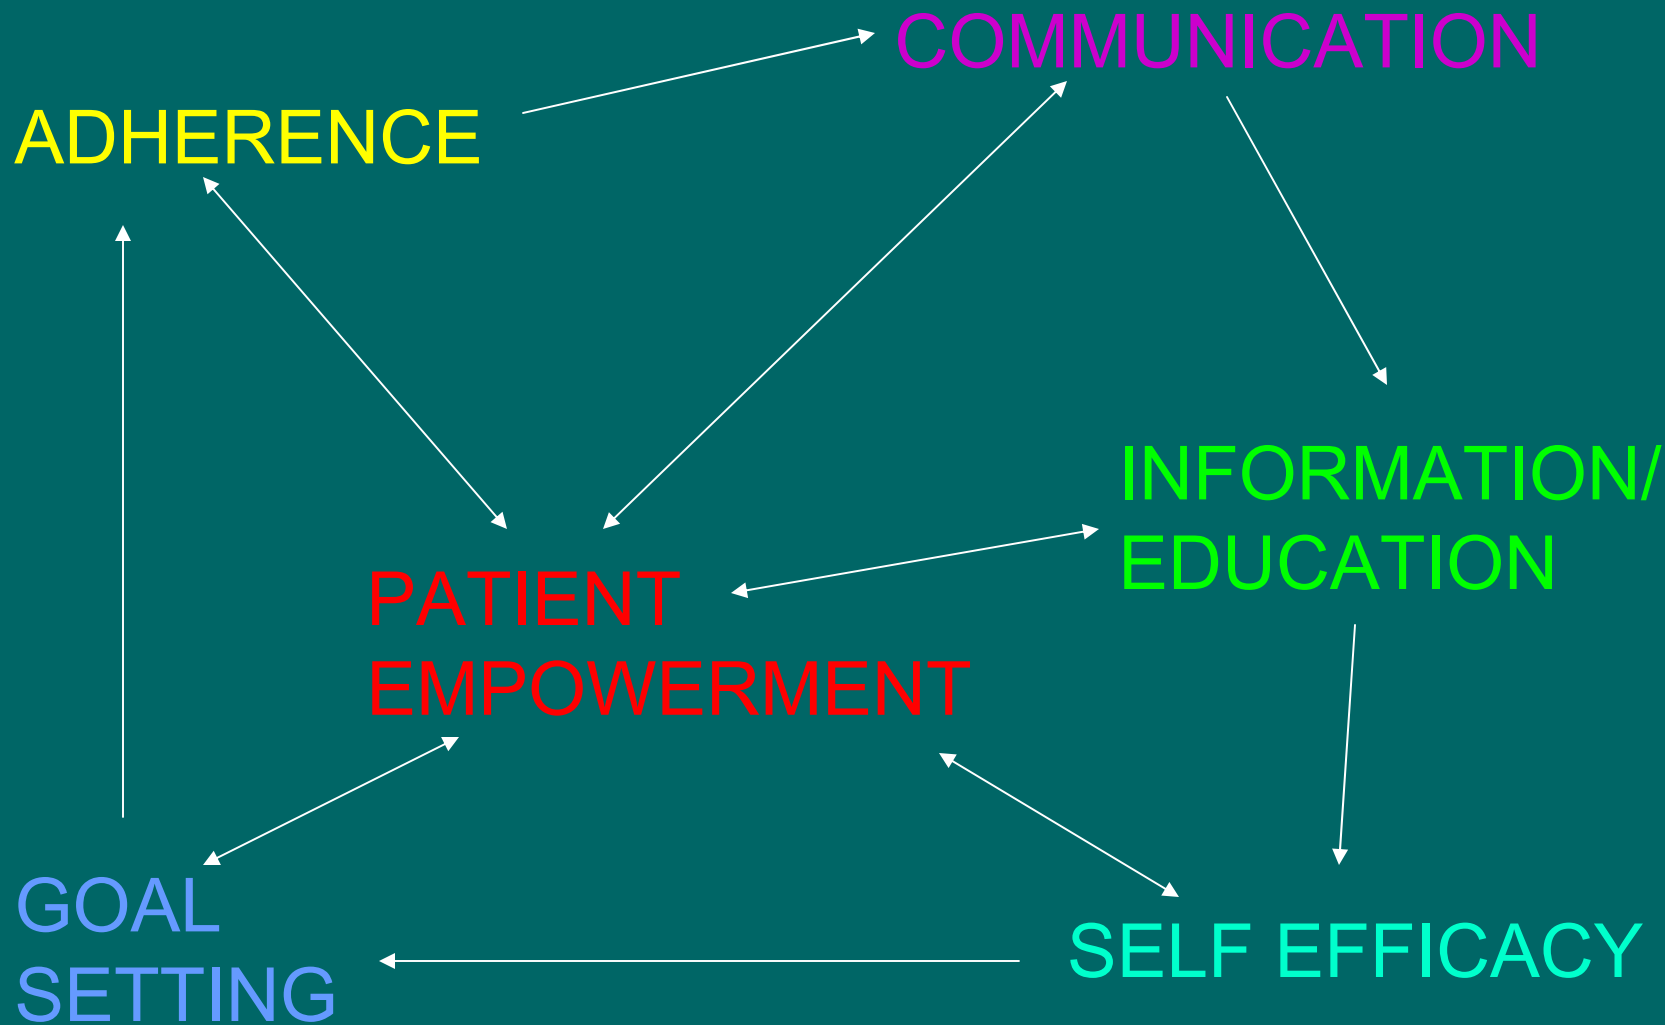 COMMUNICATION
ADHERENCE
INFORMATION/
EDUCATION
PATIENT
EMPOWERMENT
GOAL
SETTING
SELF EFFICACY